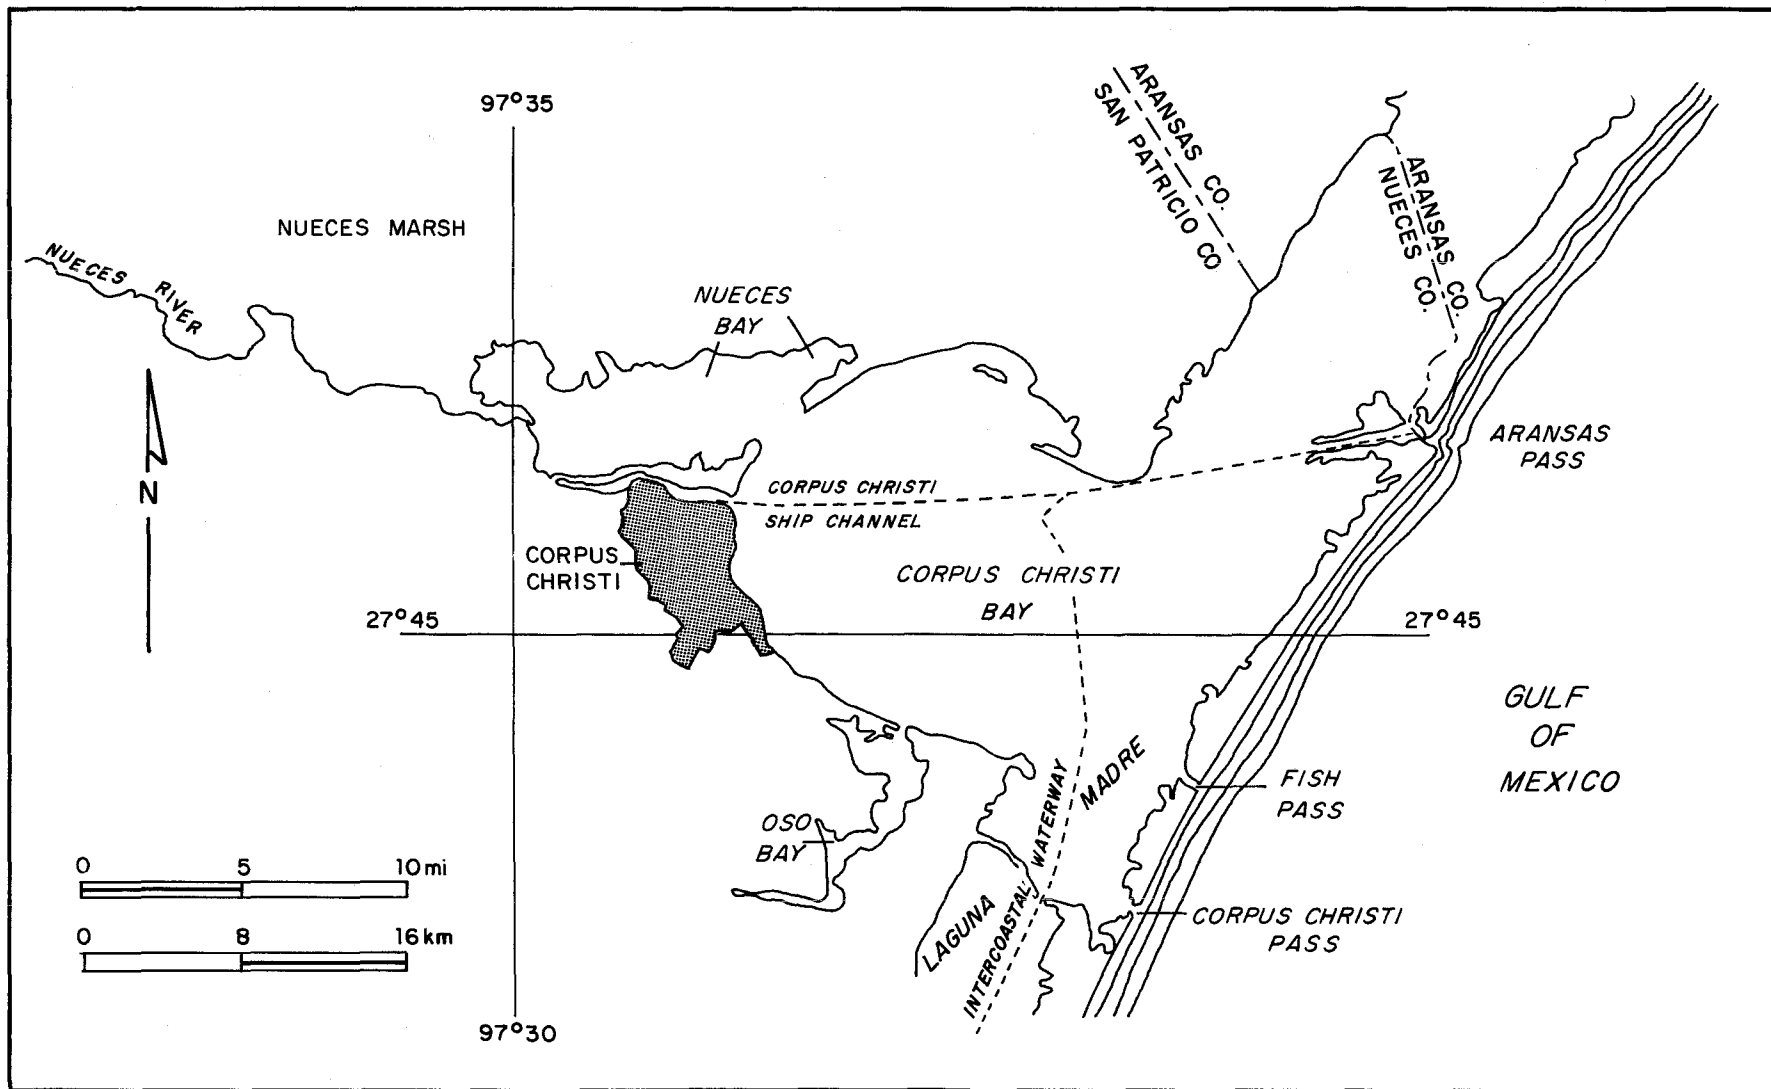 97°35
ARANSAS CO.
SAN PATRICIO CO
ARANSAS CO.
NUECES CO.
NUECES MARSH
NUECES
RIVER
NUECES
BAY
ARANSAS
PASS
N
CORPUS CHRISTI
SHIP CHANNEL
CORPUS
CHRISTI
CORPUS CHRISTI
BAY
27°45
27°45
GULF
OF
MEXICO
MADRE
FISH
PASS
OSO
BAY
LAGUNA
INTERCOASTAL WATERWAY
CORPUS CHRISTI
PASS
0 5 10 mi
0 8 16 km
97°30